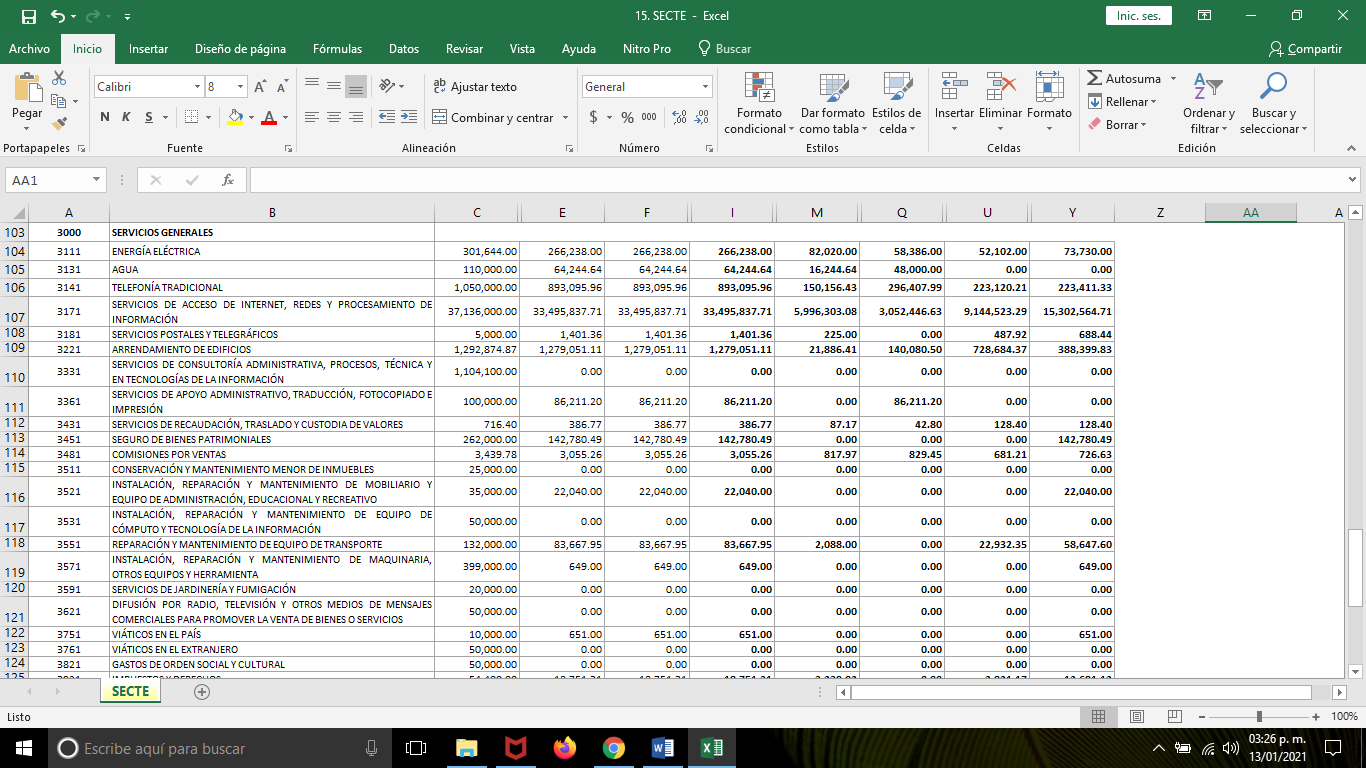 15. SECTE - Excel
Inic. ses.
Archivo Inicio Insertar Diseño de página Fórmulas Datos Revisar Vista Ayuda Nitro Pro Buscar Compartir
Calibri 8 Ajustar texto General Autosuma
Pegar N K S Combinar y centrar $ % 000 Formato condicional Dar formato como tabla Estilos de celda Insertar Eliminar Formato Rellenar Borrar Ordenar y filtrar Buscar y seleccionar
Portapapeles Fuente Alineación Número Estilos Celdas Edición
AA1 fx
A B C E F I M Q U Y Z AA A
103 3000 SERVICIOS GENERALES
104 3111 ENERGÍA ELÉCTRICA 301,644.00 266,238.00 266,238.00 266,238.00 82,020.00 58,386.00 52,102.00 73,730.00
105 3131 AGUA 110,000.00 64,244.64 64,244.64 64,244.64 16,244.64 48,000.00 0.00 0.00
106 3141 TELEFONÍA TRADICIONAL 1,050,000.00 893,095.96 893,095.96 893,095.96 150,156.43 296,407.99 223,120.21 223,411.33
107 3171 SERVICIOS DE ACCESO DE INTERNET, REDES Y PROCESAMIENTO DE
INFORMACIÓN 37,136,000.00 33,495,837.71 33,495,837.71 33,495,837.71 5,996,303.08 3,052,446.63 9,144,523.29 15,302,564.71
108 3181 SERVICIOS POSTALES Y TELEGRÁFICOS 5,000.00 1,401.36 1,401.36 1,401.36 225.00 0.00 487.92 688.44
109 3221 ARRENDAMIENTO DE EDIFICIOS 1,292,874.87 1,279,051.11 1,279,051.11 1,279,051.11 21,886.41 140,080.50 728,684.37 388,399.83
110 3331 SERVICIOS DE CONSULTORÍA ADMINISTRATIVA, PROCESOS, TÉCNICA Y
EN TECNOLOGÍAS DE LA INFORMACIÓN 1,104,100.00 0.00 0.00 0.00 0.00 0.00 0.00 0.00
111 3361 SERVICIOS DE APOYO ADMINISTRATIVO, TRADUCCIÓN, FOTOCOPIADO E
IMPRESIÓN 100,000.00 86,211.20 86,211.20 86,211.20 0.00 86,211.20 0.00 0.00
112 3431 SERVICIOS DE RECAUDACIÓN, TRASLADO Y CUSTODIA DE VALORES 716.40 386.77 386.77 386.77 87.17 42.80 128.40 128.40
113 3451 SEGURO DE BIENES PATRIMONIALES 262,000.00 142,780.49 142,780.49 142,780.49 0.00 0.00 0.00 142,780.49
114 3481 COMISIONES POR VENTAS 3,439.78 3,055.26 3,055.26 3,055.26 817.97 829.45 681.21 726.63
115 3511 CONSERVACIÓN Y MANTENIMIENTO MENOR DE INMUEBLES 25,000.00 0.00 0.00 0.00 0.00 0.00 0.00 0.00
116 3521 INSTALACIÓN, REPARACIÓN Y MANTENIMIENTO DE MOBILIARIO Y
EQUIPO DE ADMINISTRACIÓN, EDUCACIONAL Y RECREATIVO 35,000.00 22,040.00 22,040.00 22,040.00 0.00 0.00 0.00 22,040.00
117 3531 INSTALACIÓN, REPARACIÓN Y MANTENIMIENTO DE EQUIPO DE
CÓMPUTO Y TECNOLOGÍA DE LA INFORMACIÓN 50,000.00 0.00 0.00 0.00 0.00 0.00 0.00 0.00
118 3551 REPARACIÓN Y MANTENIMIENTO DE EQUIPO DE TRANSPORTE 132,000.00 83,667.95 83,667.95 83,667.95 2,088.00 0.00 22,932.35 58,647.60
119 3571 INSTALACIÓN, REPARACIÓN Y MANTENIMIENTO DE MAQUINARIA,
OTROS EQUIPOS Y HERRAMIENTA 399,000.00 649.00 649.00 649.00 0.00 0.00 0.00 649.00
120 3591 SERVICIOS DE JARDINERÍA Y FUMIGACIÓN 20,000.00 0.00 0.00 0.00 0.00 0.00 0.00 0.00
121 3621 DIFUSIÓN POR RADIO, TELEVISIÓN Y OTROS MEDIOS DE MENSAJES
COMERCIALES PARA PROMOVER LA VENTA DE BIENES O SERVICIOS 50,000.00 0.00 0.00 0.00 0.00 0.00 0.00 0.00
122 3751 VIÁTICOS EN EL PAÍS 10,000.00 651.00 651.00 651.00 0.00 0.00 0.00 651.00
123 3761 VIÁTICOS EN EL EXTRANJERO 50,000.00 0.00 0.00 0.00 0.00 0.00 0.00 0.00
124 3821 GASTOS DE ORDEN SOCIAL Y CULTURAL 50,000.00 0.00 0.00 0.00 0.00 0.00 0.00 0.00
SECTE
Listo 100%
Escribe aquí para buscar
03:26 p. m.
13/01/2021